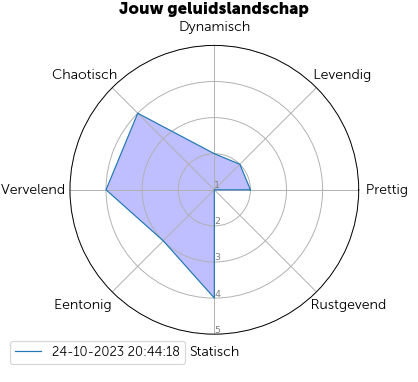 Jouw geluidslandschap
Dynamisch
Chaotisch
Levendig
Vervelend
1
Prettig
2
3
Eentonig
4
Rustgevend
5
24-10-2023 20:44:18
Statisch